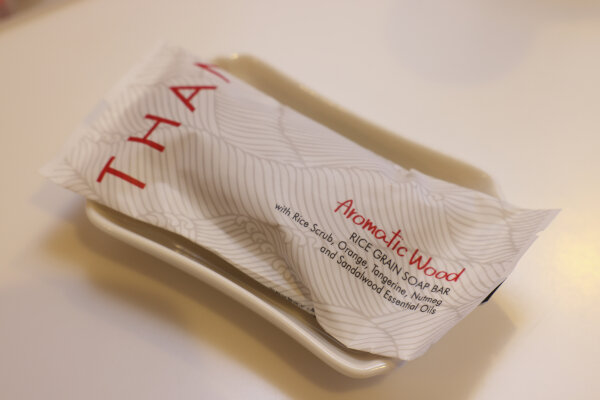 THA
Aromatic Wood
RICE GRAIN SOAP BAR
with Rice Scrub, Orange, Tangerine, Nutmeg
and Sandalwood Essential Oils